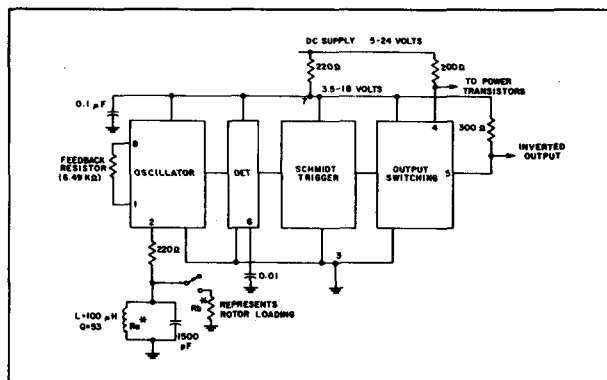 DC SUPPLY 5-24 VOLTS
220Ω
200Ω
TO POWER
TRANSISTORS
0.1 µF
7
3.5-18 VOLTS
4
300 Ω
INVERTED
OUTPUT
8
FEEDBACK
RESISTOR
(6.49 KΩ)
OSCILLATOR
DET
SCHMIDT
TRIGGER
OUTPUT
SWITCHING
5
1
2
6
3
220Ω
0.01
REPRESENTS
ROTOR LOADING
Rb*
L=100 µH
Q=53
Ra*
1500
pF